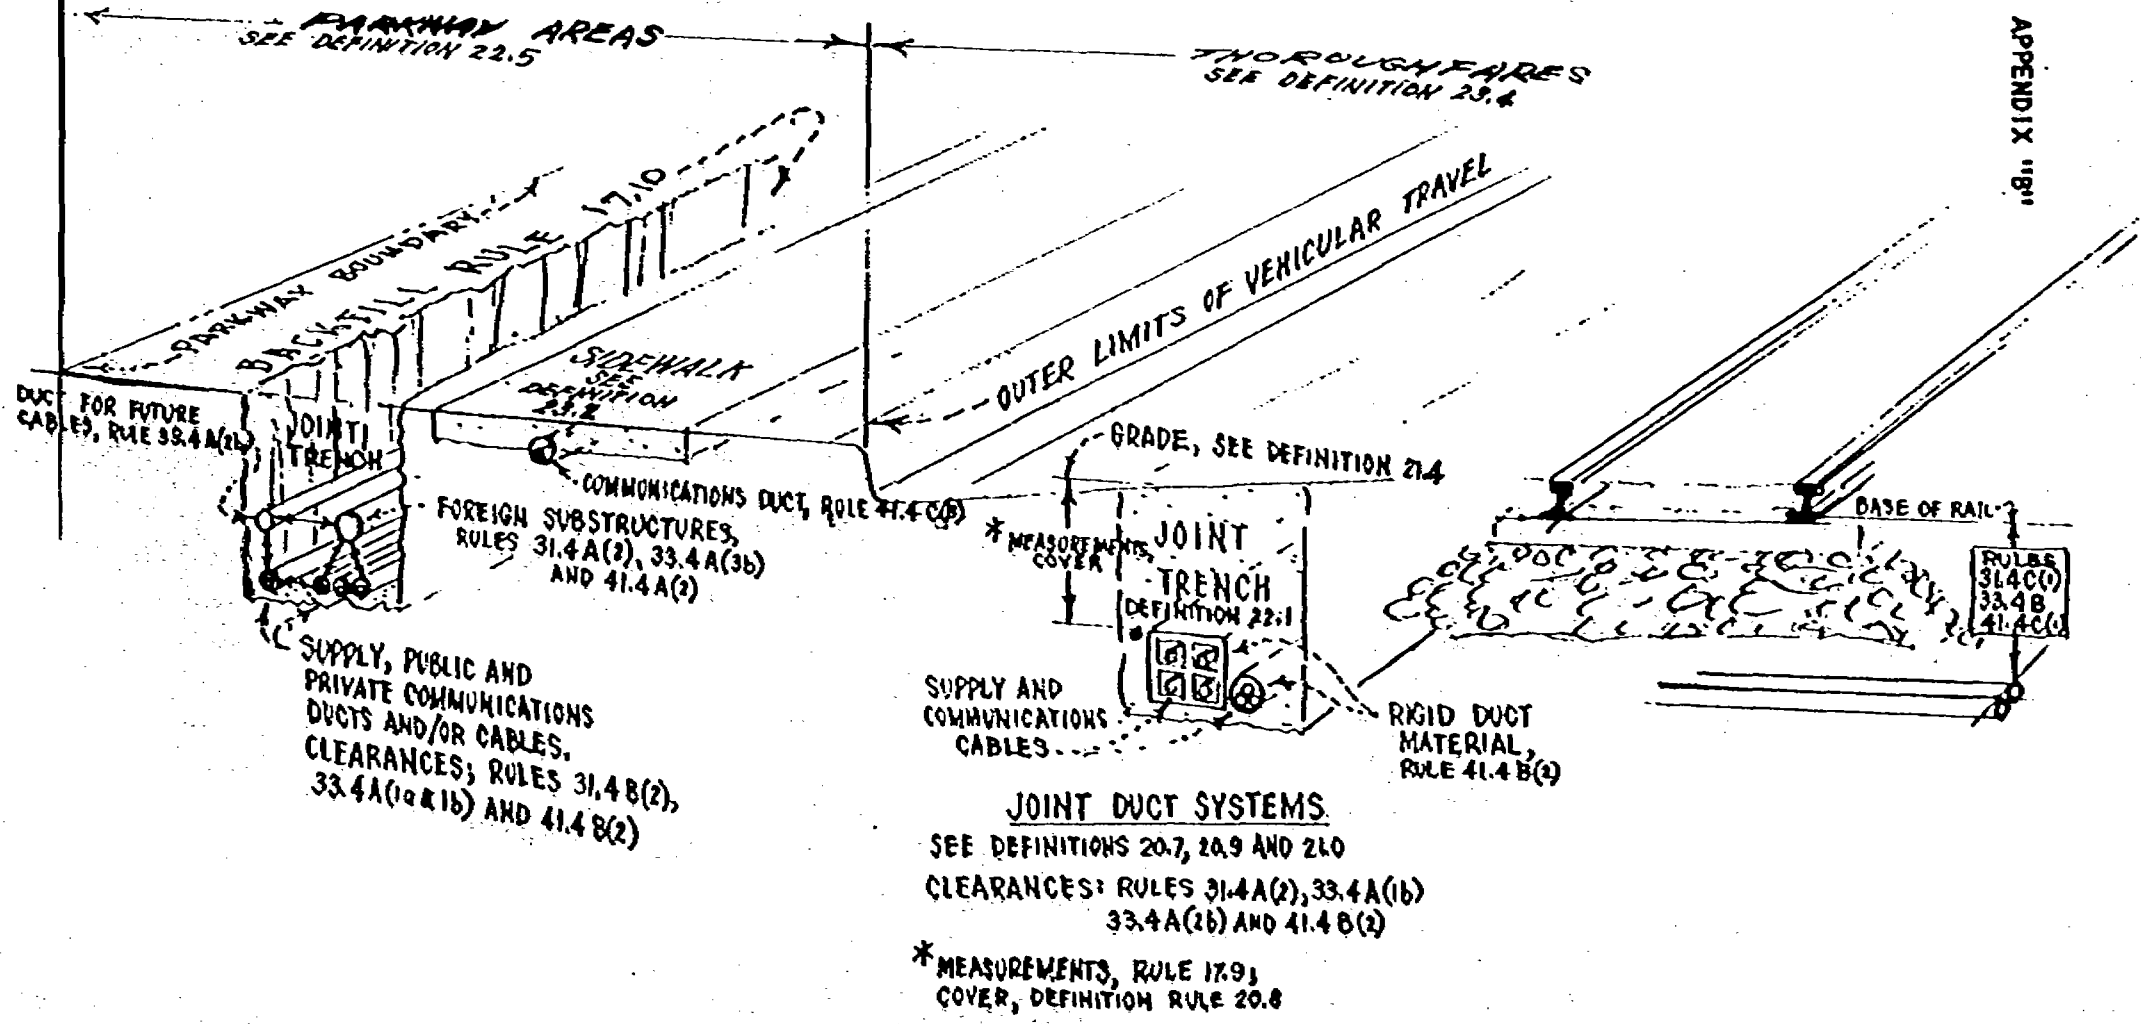 PARKWAY AREAS
SEE DEFINITION 22.5
THOROUGHFARES
SEE DEFINITION 23.4
APPENDIX "B"
PARKWAY BOUNDARY
BACKFILL RULE 17.10
OUTER LIMITS OF VEHICULAR TRAVEL
SIDEWALK
SEE
DEFINITION
23.2
DUCT FOR FUTURE
CABLES, RULE 33.4 A(2b)
JOINT
TRENCH
COMMUNICATIONS DUCT, RULE 41.4 C(3)
FOREIGN SUBSTRUCTURES,
RULES 31.4 A(2), 33.4 A(3b)
AND 41.4 A(2)
SUPPLY, PUBLIC AND
PRIVATE COMMUNICATIONS
DUCTS AND/OR CABLES.
CLEARANCES; RULES 31.4 B(2),
33.4 A(1a & 1b) AND 41.4 B(2)
GRADE, SEE DEFINITION 21.4
* MEASUREMENTS,
COVER
JOINT
TRENCH
DEFINITION 22.1
SUPPLY AND
COMMUNICATIONS
CABLES
RIGID DUCT
MATERIAL,
RULE 41.4 B(2)
BASE OF RAIL
RULES
31.4 C(1)
33.4 B
41.4 C(1)
JOINT DUCT SYSTEMS
SEE DEFINITIONS 20.7, 20.9 AND 21.0
CLEARANCES: RULES 31.4 A(2), 33.4 A(1b)
33.4 A(2b) AND 41.4 B(2)
* MEASUREMENTS, RULE 17.9;
COVER, DEFINITION RULE 20.8